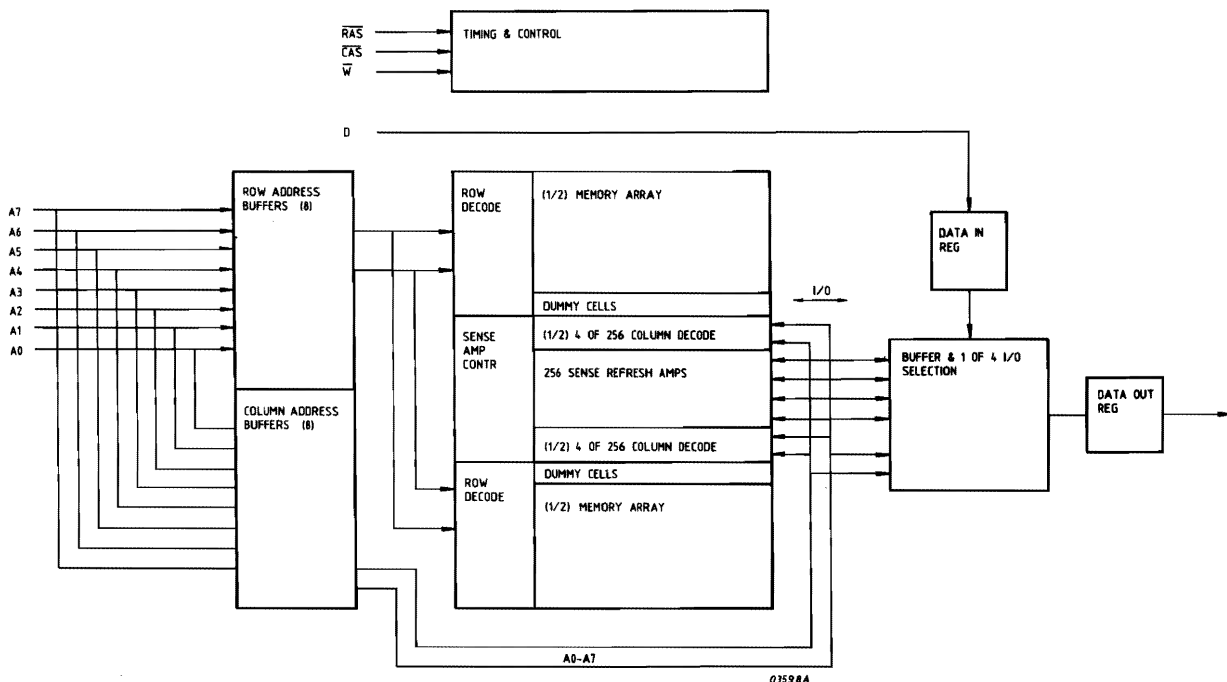 R̅A̅S̅
C̅A̅S̅
W̅
TIMING & CONTROL
D
A7
A6
A5
A4
A3
A2
A1
A0
ROW ADDRESS
BUFFERS (8)
COLUMN ADDRESS
BUFFERS (8)
ROW
DECODE
(1/2) MEMORY ARRAY
DUMMY CELLS
SENSE
AMP
CONTR
(1/2) 4 OF 256 COLUMN DECODE
256 SENSE REFRESH AMPS
(1/2) 4 OF 256 COLUMN DECODE
ROW
DECODE
DUMMY CELLS
(1/2) MEMORY ARRAY
I/O
DATA IN
REG
BUFFER & 1 OF 4 I/O
SELECTION
DATA OUT
REG
A0-A7
03598A